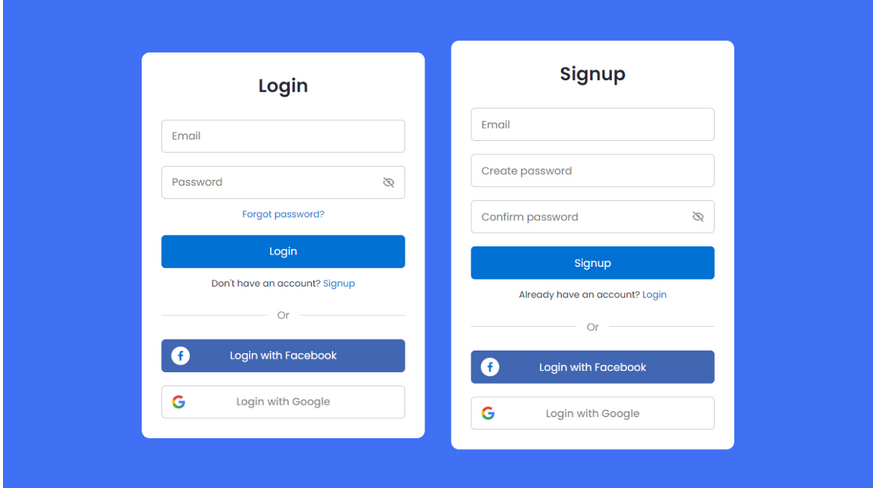 Login
Email
Password
Forgot password?
Login
Don't have an account? Signup
Or
Login with Facebook
Login with Google
Signup
Email
Create password
Confirm password
Signup
Already have an account? Login
Or
Login with Facebook
Login with Google